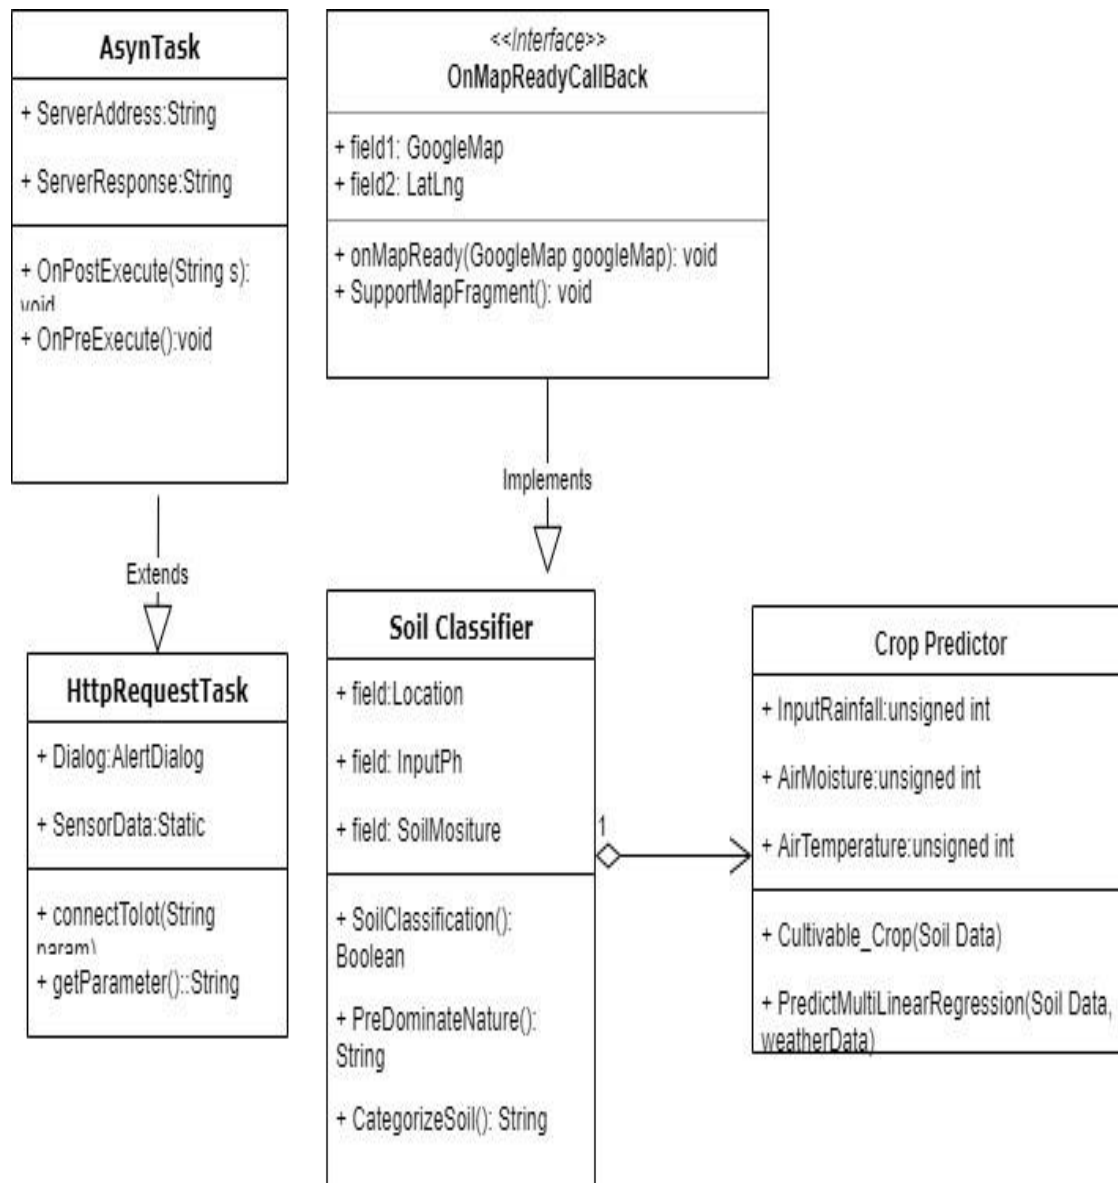 AsynTask
+ ServerAddress:String
+ ServerResponse:String
+ OnPostExecute(String s):
void
+ OnPreExecute():void
<<Interface>>
OnMapReadyCallBack
+ field1: GoogleMap
+ field2: LatLng
+ onMapReady(GoogleMap googleMap): void
+ SupportMapFragment(): void
Extends
Implements
HttpRequestTask
+ Dialog:AlertDialog
+ SensorData:Static
+ connectToIot(String
param)
+ getParameter()::String
Soil Classifier
+ field:Location
+ field: InputPh
+ field: SoilMositure
+ SoilClassification():
Boolean
+ PreDominateNature():
String
+ CategorizeSoil(): String
1
Crop Predictor
+ InputRainfall:unsigned int
+ AirMoisture:unsigned int
+ AirTemperature:unsigned int
+ Cultivable_Crop(Soil Data)
+ PredictMultiLinearRegression(Soil Data,
weatherData)